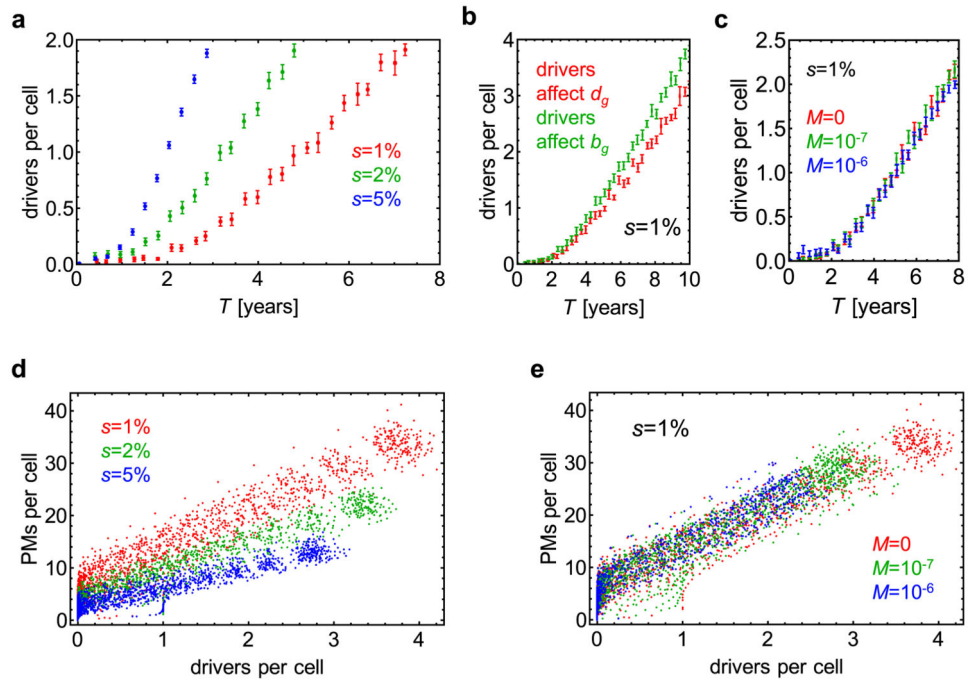 a
2.0
1.5
1.0
0.5
0.0
drivers per cell
s=1%
s=2%
s=5%
0 2 4 6 8
T [years]
b
4
3
2
1
0
drivers per cell
drivers
affect dg
drivers
affect bg
s=1%
0 2 4 6 8 10
T [years]
c
2.5
2.0
1.5
1.0
0.5
0.0
drivers per cell
s=1%
M=0
M=10⁻⁷
M=10⁻⁶
0 2 4 6 8
T [years]
d
40
30
20
10
0
PMs per cell
s=1%
s=2%
s=5%
0 1 2 3 4
drivers per cell
e
40
30
20
10
0
PMs per cell
s=1%
M=0
M=10⁻⁷
M=10⁻⁶
0 1 2 3 4
drivers per cell